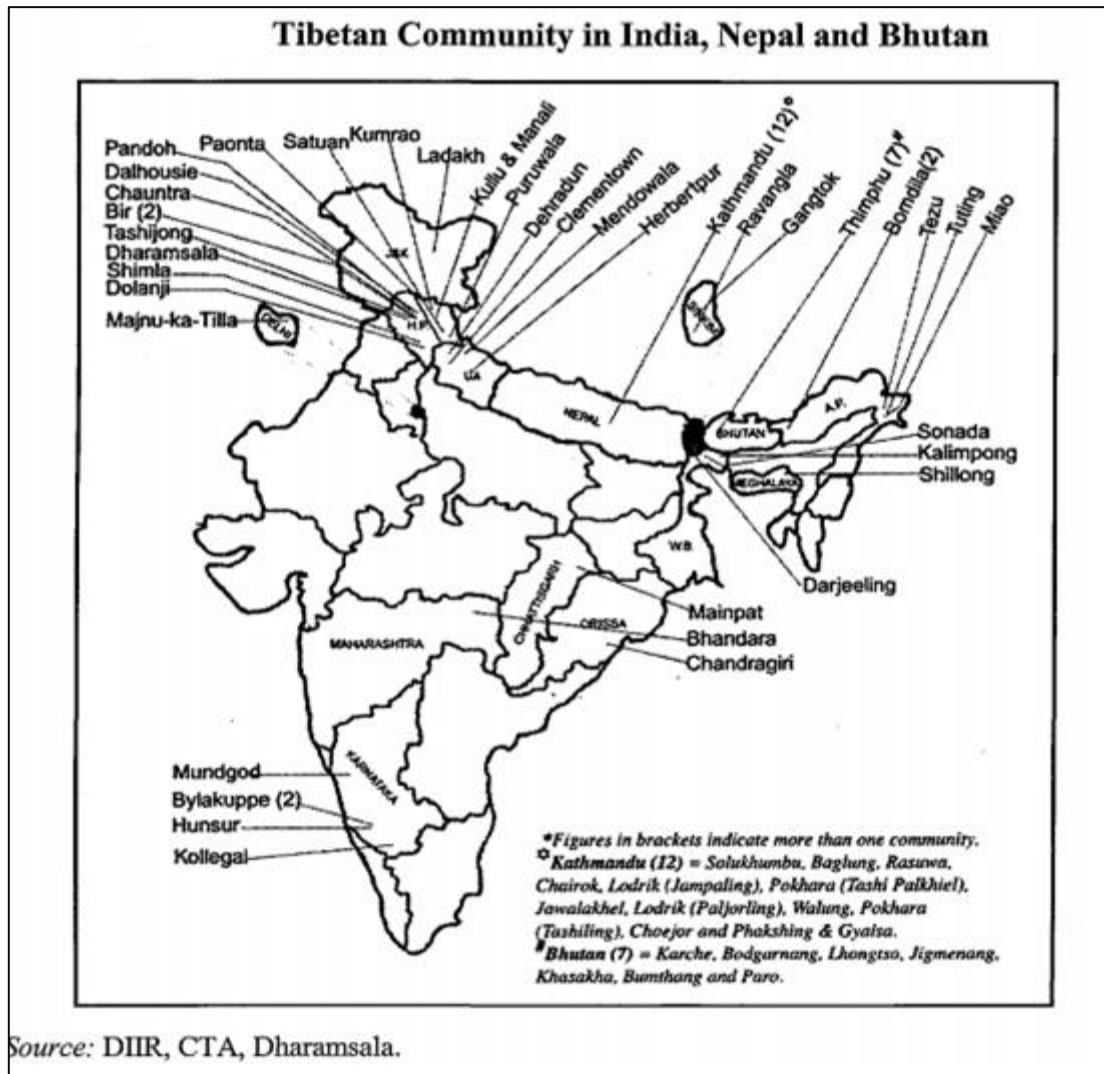 Tibetan Community in India, Nepal and Bhutan
Pandoh
Dalhousie
Chauntra
Bir (2)
Tashijong
Dharamsala
Shimla
Dolanji
Majnu-ka-Tilla
Paonta
Satuan
Kumrao
Ladakh
Kullu & Manali
Puruwala
Dehradun
Clementown
Mendowala
Herbertpur
Kathmandu (12)✡
Ravangla
Gangtok
Thimphu (7)#
Bomdila(2)
Tezu
Tuting
Miao
J&K
H.P.
DELHI
UA
NEPAL
SIKKIM
BHUTAN
A.P.
MEGHALAYA
Sonada
Kalimpong
Shillong
W.B.
Darjeeling
CHHATTISGARH
ORISSA
MAHARASHTRA
Mainpat
Bhandara
Chandragiri
KARNATAKA
Mundgod
Bylakuppe (2)
Hunsur
Kollegal
*Figures in brackets indicate more than one community.
✡Kathmandu (12) = Solukhumbu, Baglung, Rasuwa,
Chairok, Lodrik (Jampaling), Pokhara (Tashi Palkhiel),
Jawalakhel, Lodrik (Paljorling), Walung, Pokhara
(Tashiling), Choejor and Phakshing & Gyalsa.
#Bhutan (7) = Karche, Bodgarnang, Lhongtso, Jigmenang,
Khasakha, Bumthang and Paro.
Source: DIIR, CTA, Dharamsala.